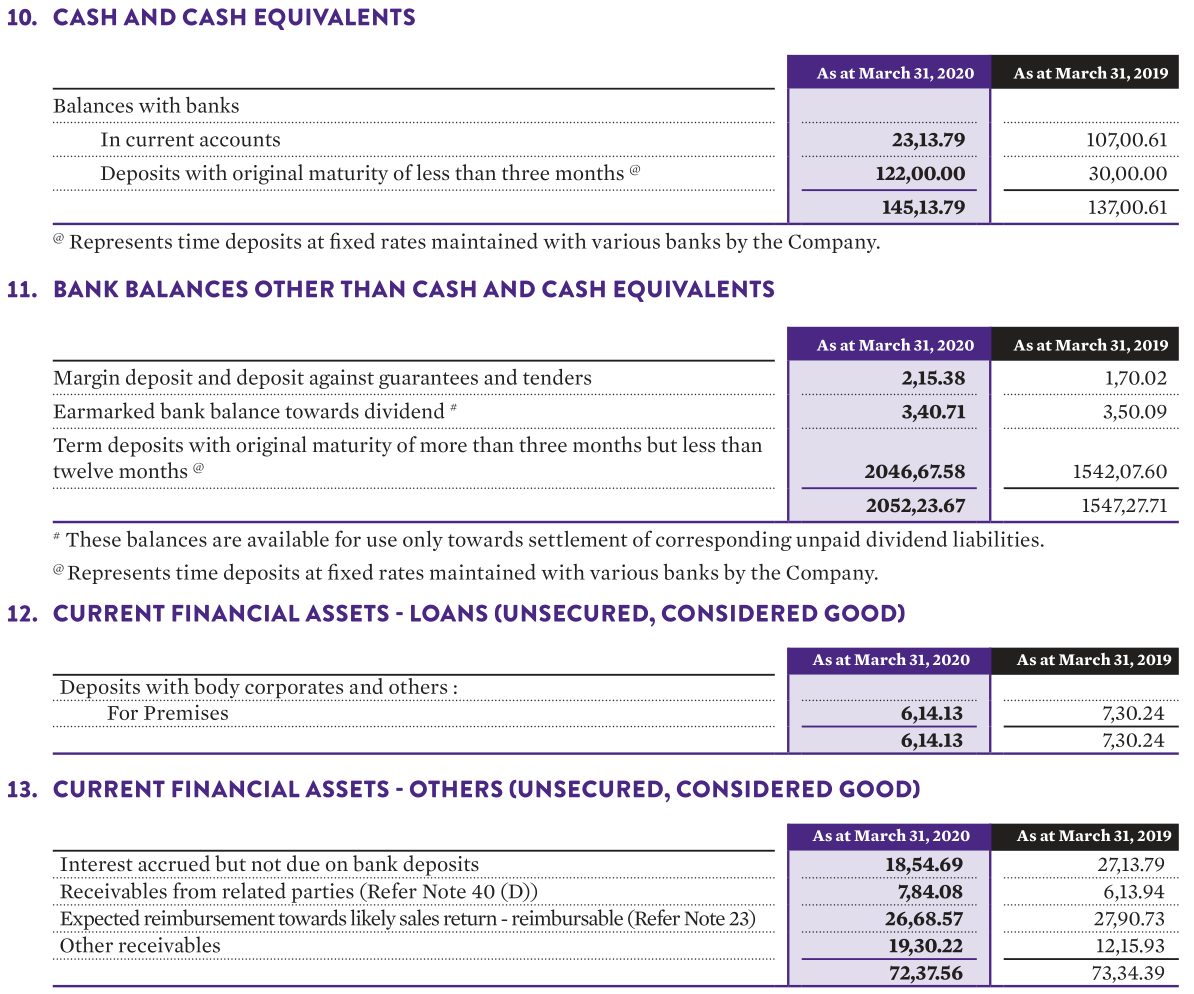 10. CASH AND CASH EQUIVALENTS
As at March 31, 2020 As at March 31, 2019
Balances with banks
In current accounts 23,13.79 107,00.61
Deposits with original maturity of less than three months @ 122,00.00 30,00.00
145,13.79 137,00.61
@ Represents time deposits at fixed rates maintained with various banks by the Company.
11. BANK BALANCES OTHER THAN CASH AND CASH EQUIVALENTS
As at March 31, 2020 As at March 31, 2019
Margin deposit and deposit against guarantees and tenders 2,15.38 1,70.02
Earmarked bank balance towards dividend # 3,40.71 3,50.09
Term deposits with original maturity of more than three months but less than
twelve months @ 2046,67.58 1542,07.60
2052,23.67 1547,27.71
# These balances are available for use only towards settlement of corresponding unpaid dividend liabilities.
@ Represents time deposits at fixed rates maintained with various banks by the Company.
12. CURRENT FINANCIAL ASSETS - LOANS (UNSECURED, CONSIDERED GOOD)
As at March 31, 2020 As at March 31, 2019
Deposits with body corporates and others :
For Premises 6,14.13 7,30.24
6,14.13 7,30.24
13. CURRENT FINANCIAL ASSETS - OTHERS (UNSECURED, CONSIDERED GOOD)
As at March 31, 2020 As at March 31, 2019
Interest accrued but not due on bank deposits 18,54.69 27,13.79
Receivables from related parties (Refer Note 40 (D)) 7,84.08 6,13.94
Expected reimbursement towards likely sales return - reimbursable (Refer Note 23) 26,68.57 27,90.73
Other receivables 19,30.22 12,15.93
72,37.56 73,34.39